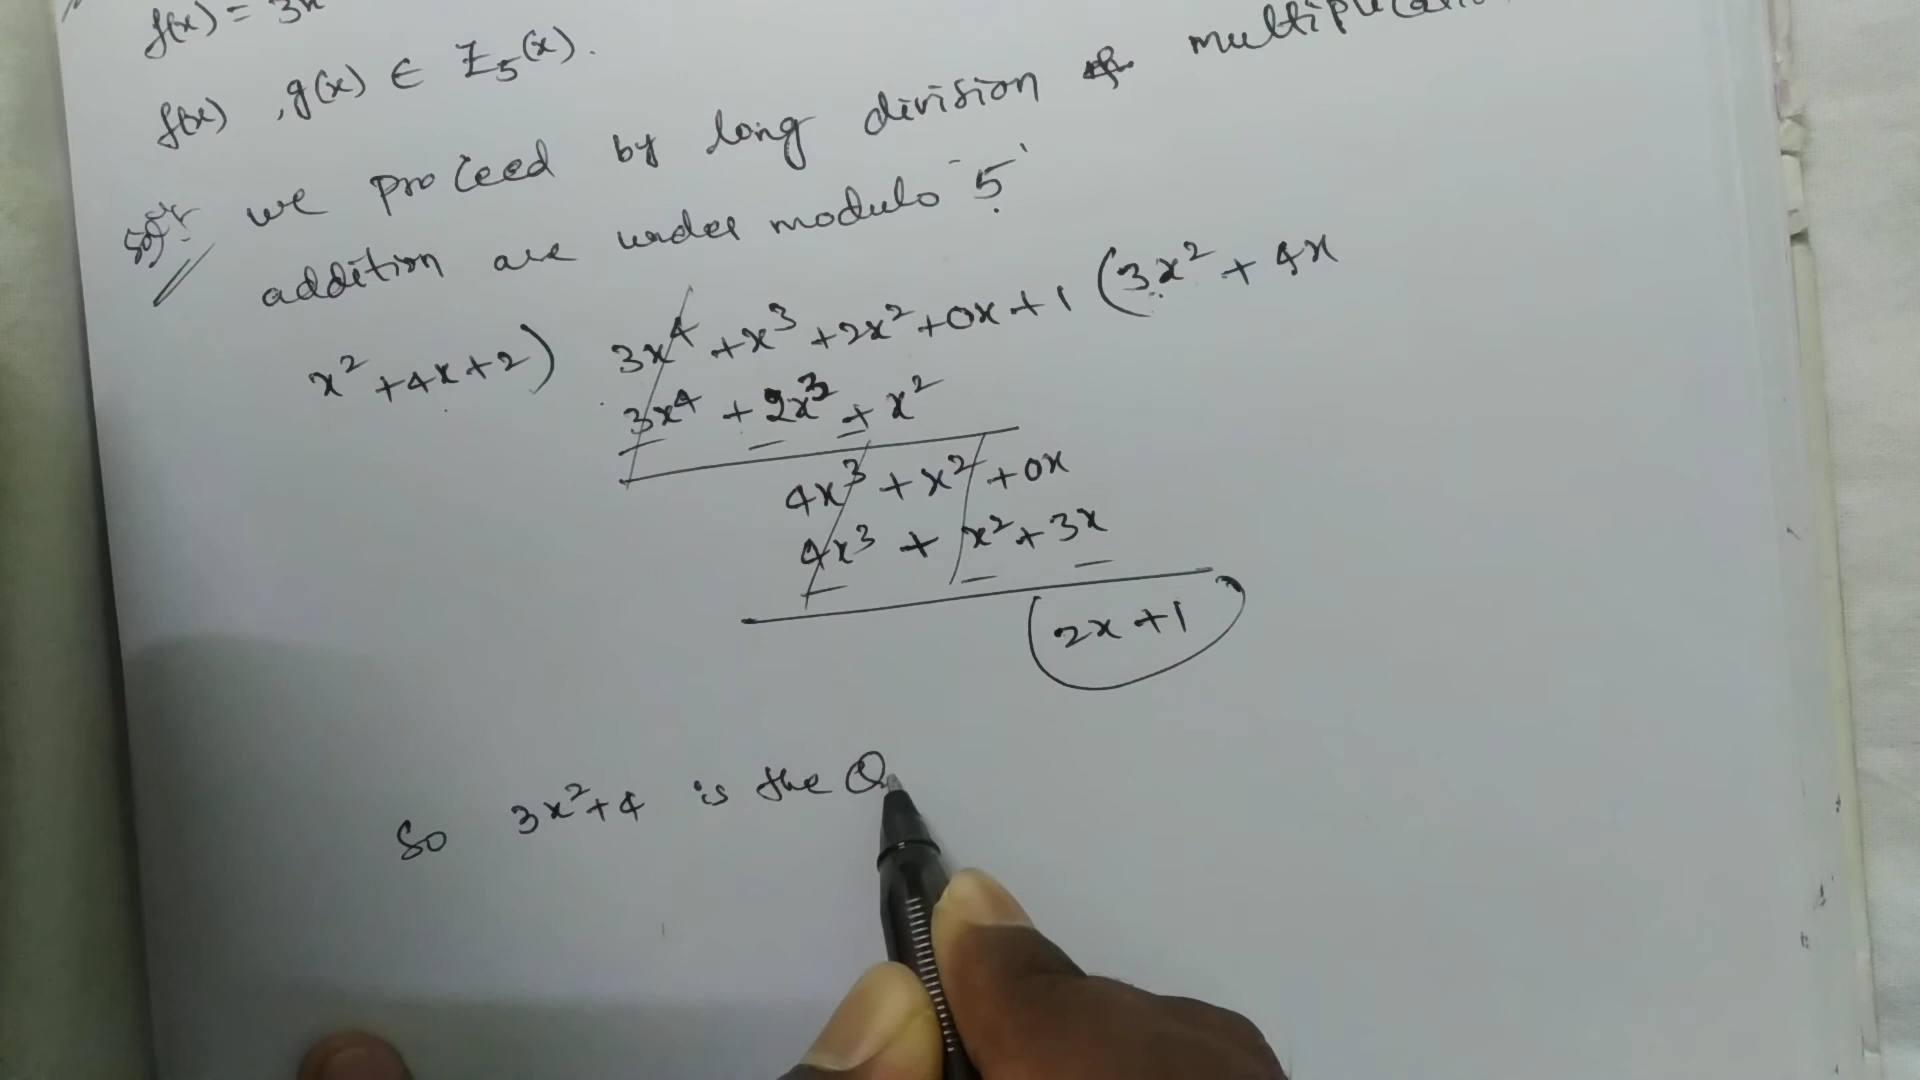 f(x) = 3x
f(x) , g(x) ∈ Z₅(x).
Solⁿ: we proceed by long division & multiplication
addition are under modulo '5'
x² + 4x + 2) 3x⁴ + x³ + 2x² + 0x + 1 (3x² + 4x
3x⁴ + 2x³ + x²
4x³ + x² + 0x
4x³ + x² + 3x
2x + 1
So 3x² + 4 is the Q